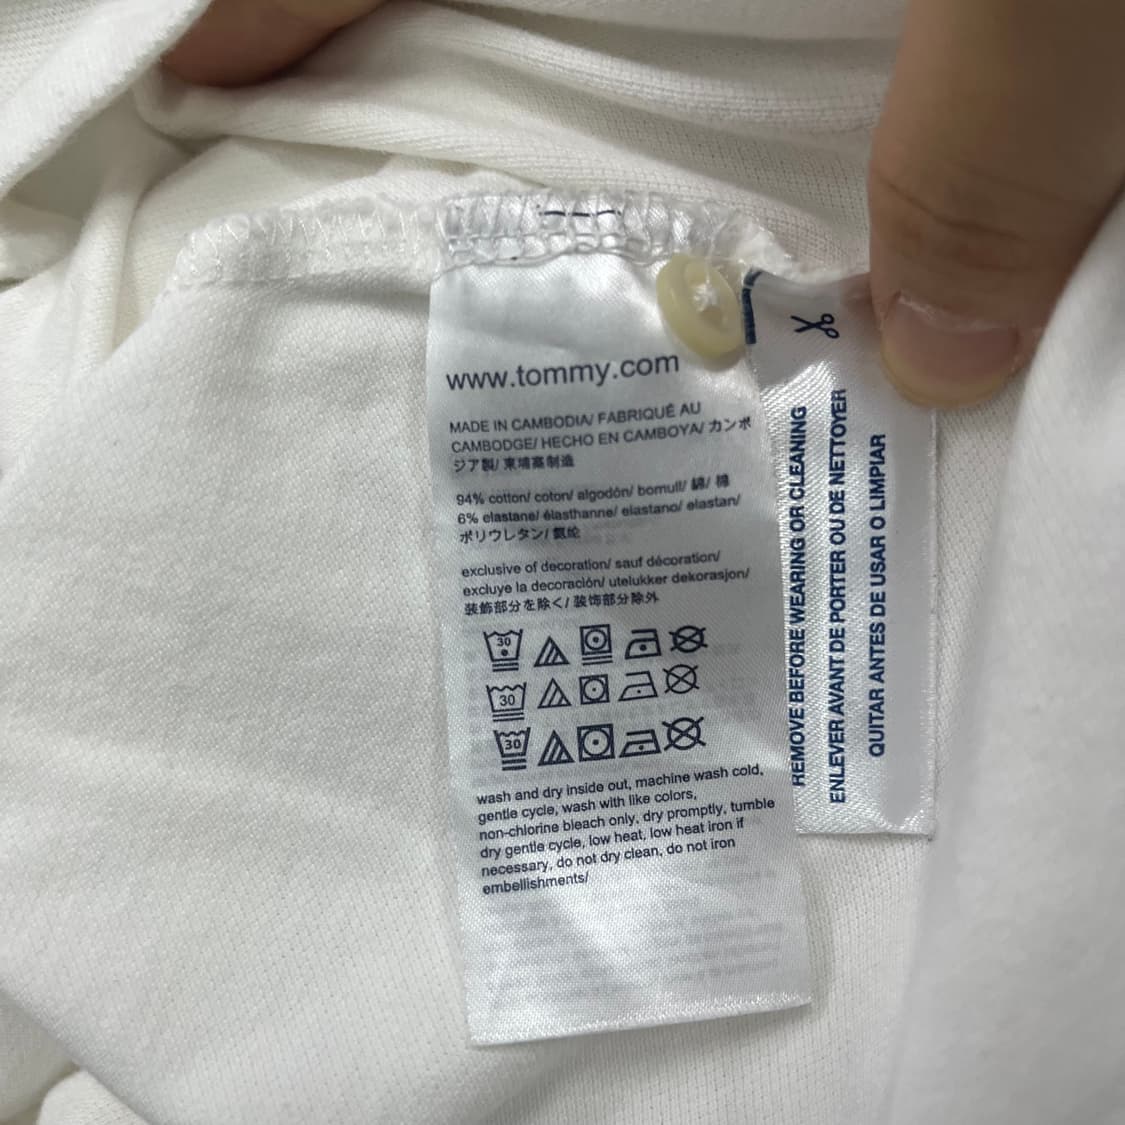 www.tommy.com
MADE IN CAMBODIA/ FABRIQUÉ AU
CAMBODGE/ HECHO EN CAMBOYA/ カンボ
ジア製/ 柬埔寨制造
94% cotton/ coton/ algodón/ bomull/ 綿/ 棉
6% elastane/ élasthanne/ elastano/ elastan/
ポリウレタン/ 氨纶
exclusive of decoration/ sauf décoration/
excluye la decoración/ utelukker dekorasjon/
装飾部分を除く/ 装饰部分除外
30
30
30
wash and dry inside out, machine wash cold,
gentle cycle, wash with like colors,
non-chlorine bleach only, dry promptly, tumble
dry gentle cycle, low heat, low heat iron if
necessary, do not dry clean, do not iron
embellishments/
REMOVE BEFORE WEARING OR CLEANING
ENLEVER AVANT DE PORTER OU DE NETTOYER
QUITAR ANTES DE USAR O LIMPIAR